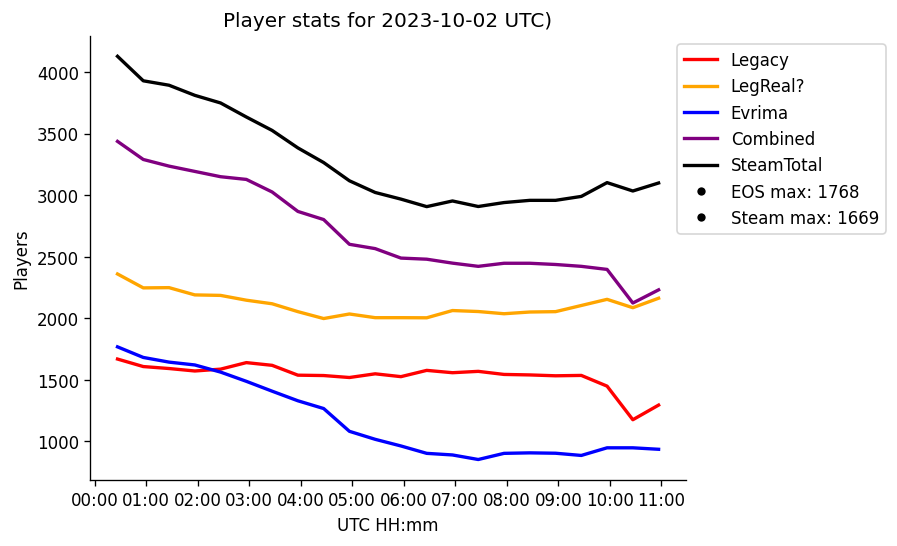 Player stats for 2023-10-02 UTC)
Legacy
LegReal?
Evrima
Combined
SteamTotal
EOS max: 1768
Steam max: 1669
4000
3500
3000
2500
2000
1500
1000
Players
00:00 01:00 02:00 03:00 04:00 05:00 06:00 07:00 08:00 09:00 10:00 11:00
UTC HH:mm